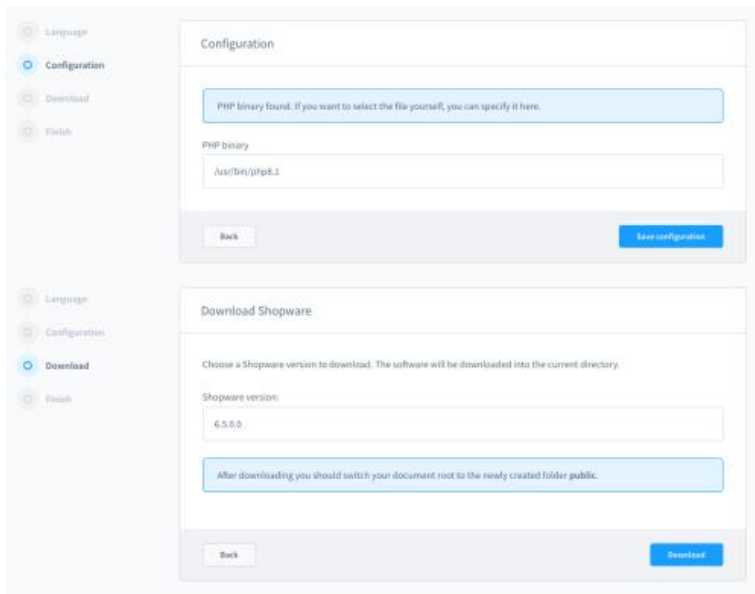 Language
Configuration
Download
Finish
Configuration
PHP binary found. If you want to select the file yourself, you can specify it here.
PHP binary
/usr/bin/php8.1
Back
Save configuration
Language
Configuration
Download
Finish
Download Shopware
Choose a Shopware version to download. The software will be downloaded into the current directory.
Shopware version:
6.5.0.0
After downloading you should switch your document root to the newly created folder public.
Back
Download